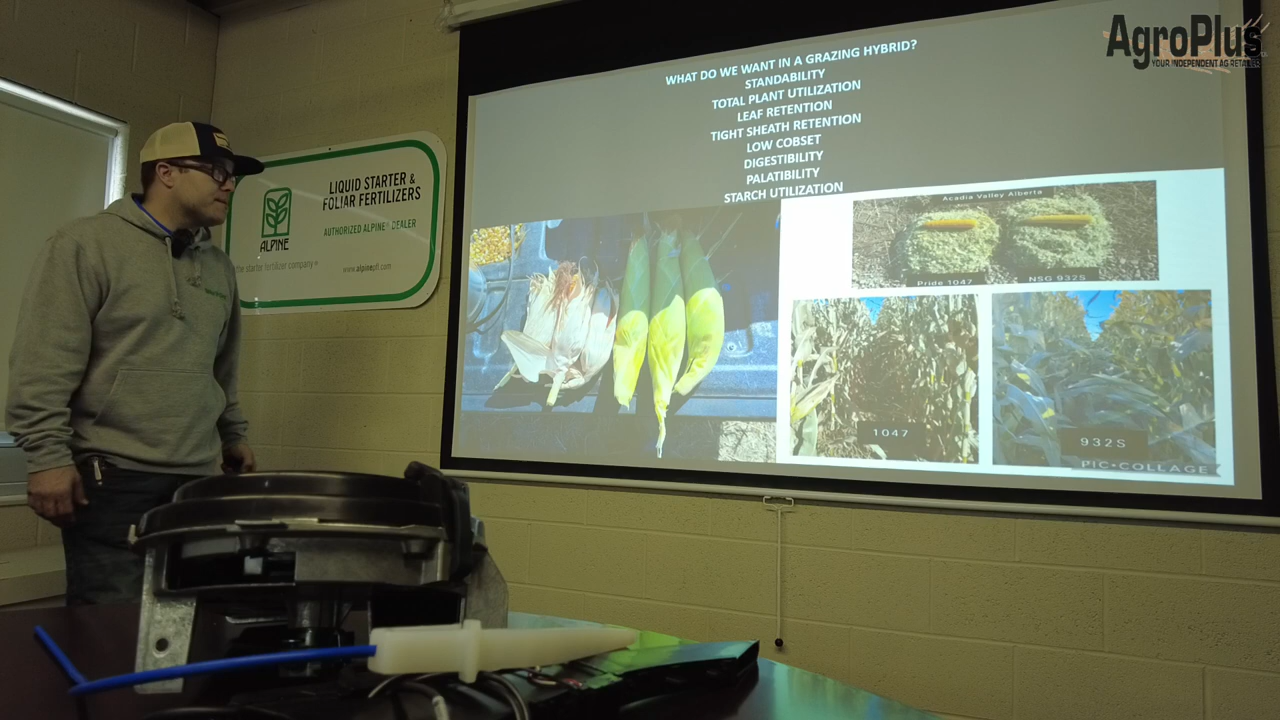 AgroPlus
YOUR INDEPENDENT AG RETAILER
WHAT DO WE WANT IN A GRAZING HYBRID?
STANDABILITY
TOTAL PLANT UTILIZATION
LEAF RETENTION
TIGHT SHEATH RETENTION
LOW COBSET
DIGESTIBILITY
PALATIBILITY
STARCH UTILIZATION
Acadia Valley Alberta
Pride 1047
NSG 932S
1047
932S
PIC•COLLAGE
LIQUID STARTER &
FOLIAR FERTILIZERS
AUTHORIZED ALPINE® DEALER
ALPINE
the starter fertilizer company®
www.alpinepfl.com